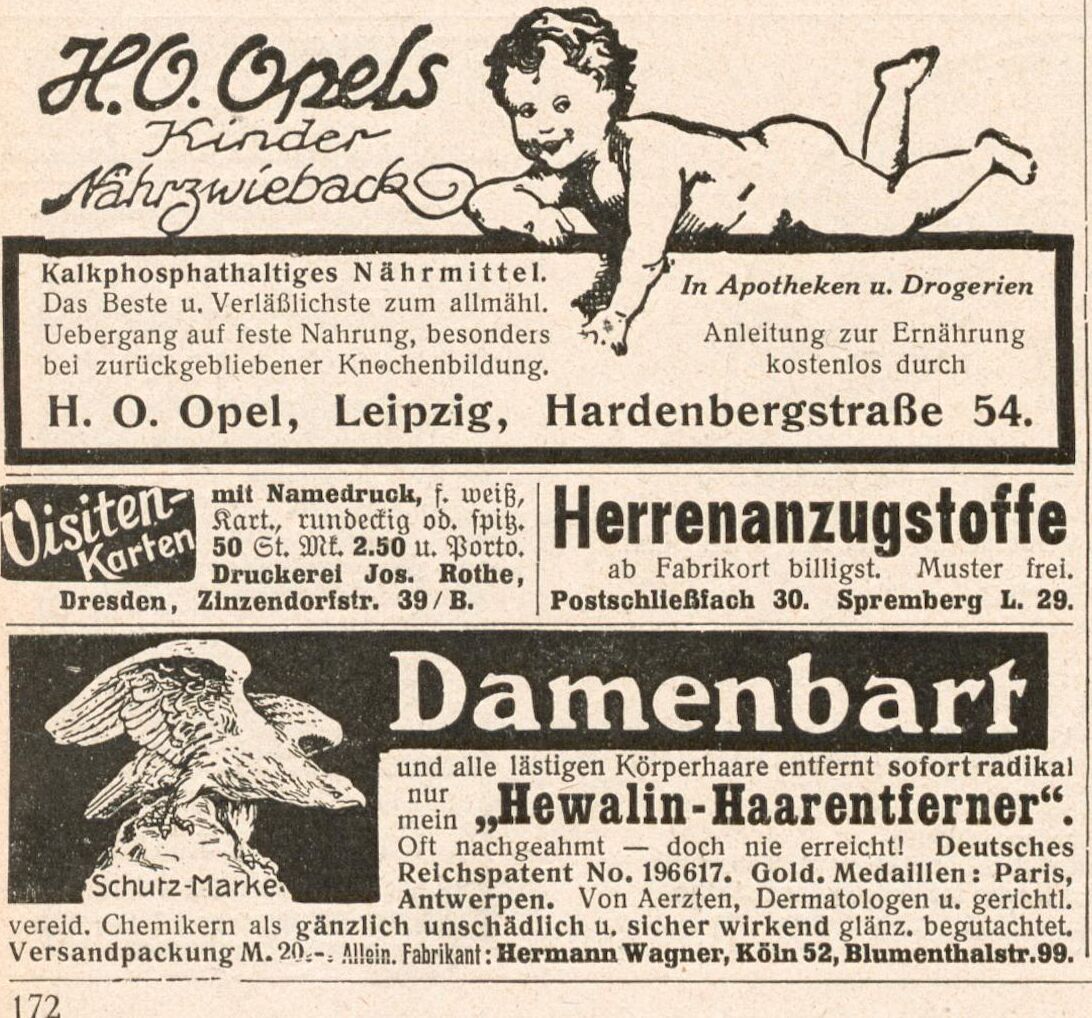 H. O. Opels
Kinder
Nährzwieback
Kalkphosphathaltiges Nährmittel.
Das Beste u. Verläßlichste zum allmähl.
Uebergang auf feste Nahrung, besonders
bei zurückgebliebener Knochenbildung.
In Apotheken u. Drogerien
Anleitung zur Ernährung
kostenlos durch
H. O. Opel, Leipzig, Hardenbergstraße 54.
Visiten-
Karten
mit Namedruck, f. weiß,
Kart., rundeckig od. spitz.
50 St. Mk. 2.50 u. Porto.
Druckerei Jos. Rothe,
Dresden, Zinzendorfstr. 39/B.
Herrenanzugstoffe
ab Fabrikort billigst. Muster frei.
Postschließfach 30. Spremberg L. 29.
Schutz-Marke.
Damenbart
und alle lästigen Körperhaare entfernt sofort radikal
nur
mein „Hewalin-Haarentferner“.
Oft nachgeahmt — doch nie erreicht! Deutsches
Reichspatent No. 196617. Gold. Medaillen: Paris,
Antwerpen. Von Aerzten, Dermatologen u. gerichtl.
vereid. Chemikern als gänzlich unschädlich u. sicher wirkend glänz. begutachtet.
Versandpackung M. 20.-. Allein. Fabrikant: Hermann Wagner, Köln 52, Blumenthalstr. 99.
172